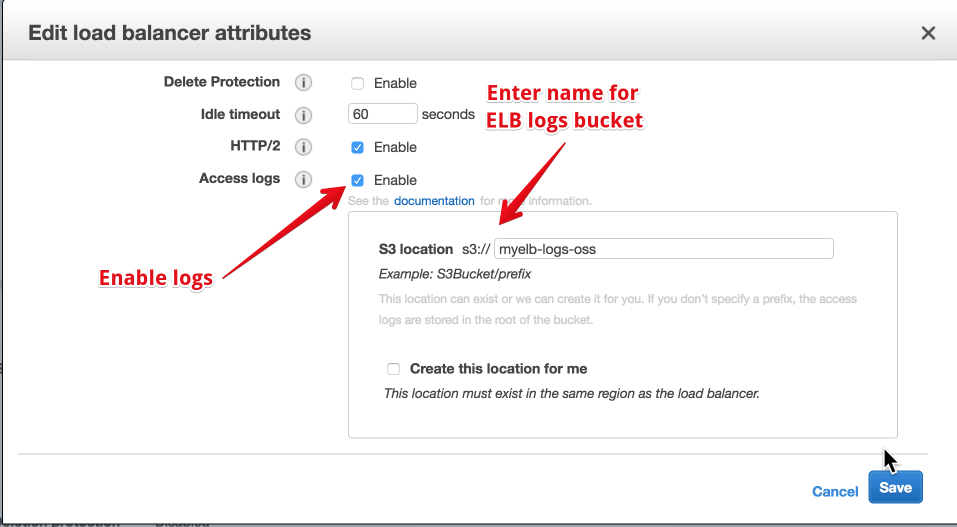 Edit load balancer attributes
Delete Protection i Enable
Idle timeout i 60 seconds
Enter name for
ELB logs bucket
HTTP/2 i Enable
Access logs i Enable
See the documentation for more information.
S3 location s3:// myelb-logs-oss
Example: S3Bucket/prefix
Enable logs
This location can exist or we can create it for you. If you don't specify a prefix, the access
logs are stored in the root of the bucket.
Create this location for me
This location must exist in the same region as the load balancer.
Cancel Save